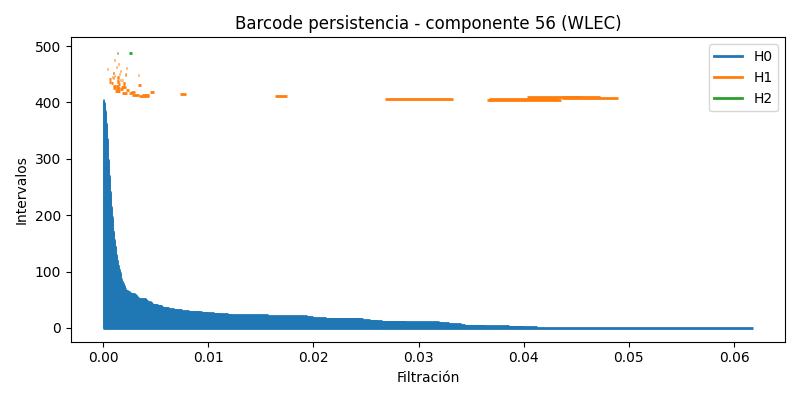 Barcode persistencia - componente 56 (WLEC)
H0
H1
H2
Intervalos
500
400
300
200
100
0
0.00 0.01 0.02 0.03 0.04 0.05 0.06
Filtración